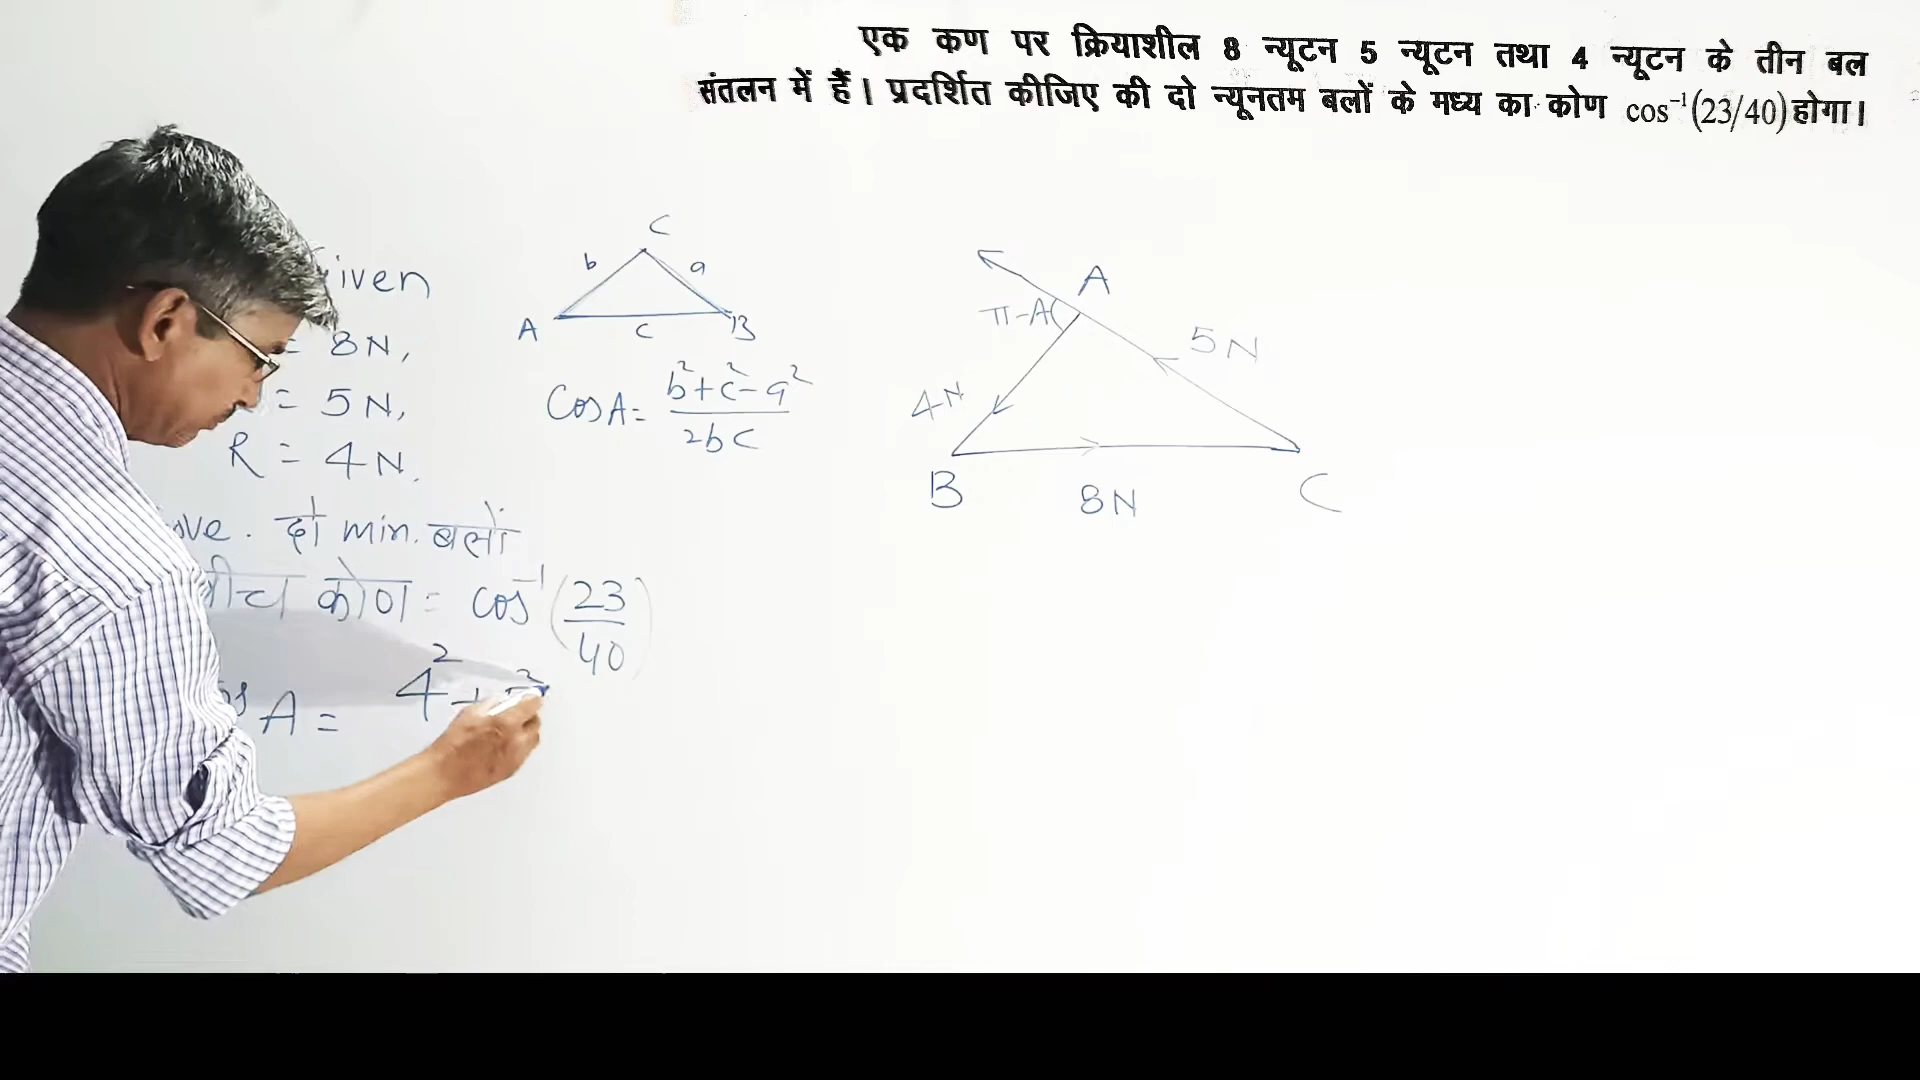 एक कण पर क्रियाशील 8 न्यूटन 5 न्यूटन तथा 4 न्यूटन के तीन बल
संतलन में हैं। प्रदर्शित कीजिए की दो न्यूनतम बलों के मध्य का कोण cos⁻¹(23/40) होगा।
iven
= 8N,
= 5N,
R = 4N.
ove. दो min. बलों
बीच कोण = cos⁻¹(23/40)
A = 4² +
C
b a
A C B
Cos A = b²+c²-a² / 2bc
A
π-A
5N
4N
B 8N C